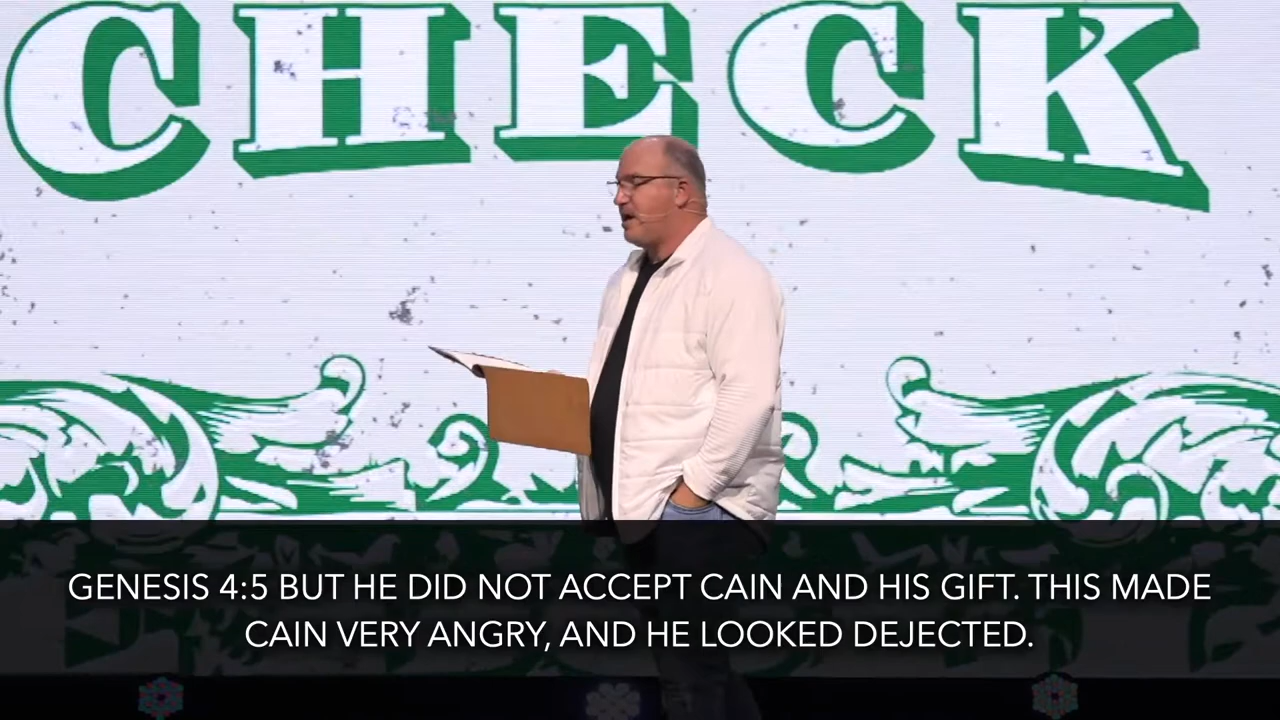 CHECK
GENESIS 4:5 BUT HE DID NOT ACCEPT CAIN AND HIS GIFT. THIS MADE
CAIN VERY ANGRY, AND HE LOOKED DEJECTED.